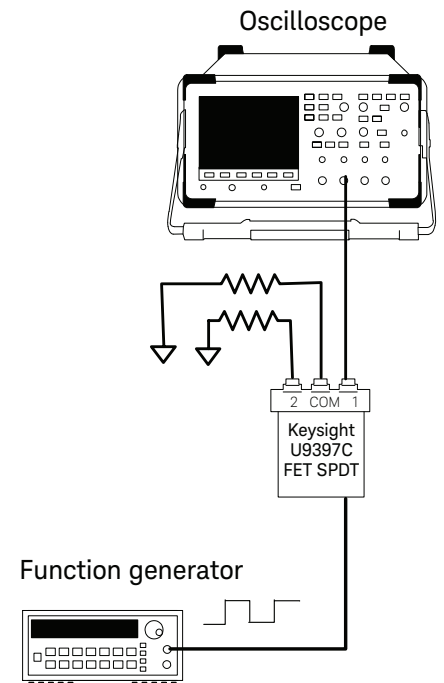 Oscilloscope
2 COM 1
Keysight
U9397C
FET SPDT
Function generator